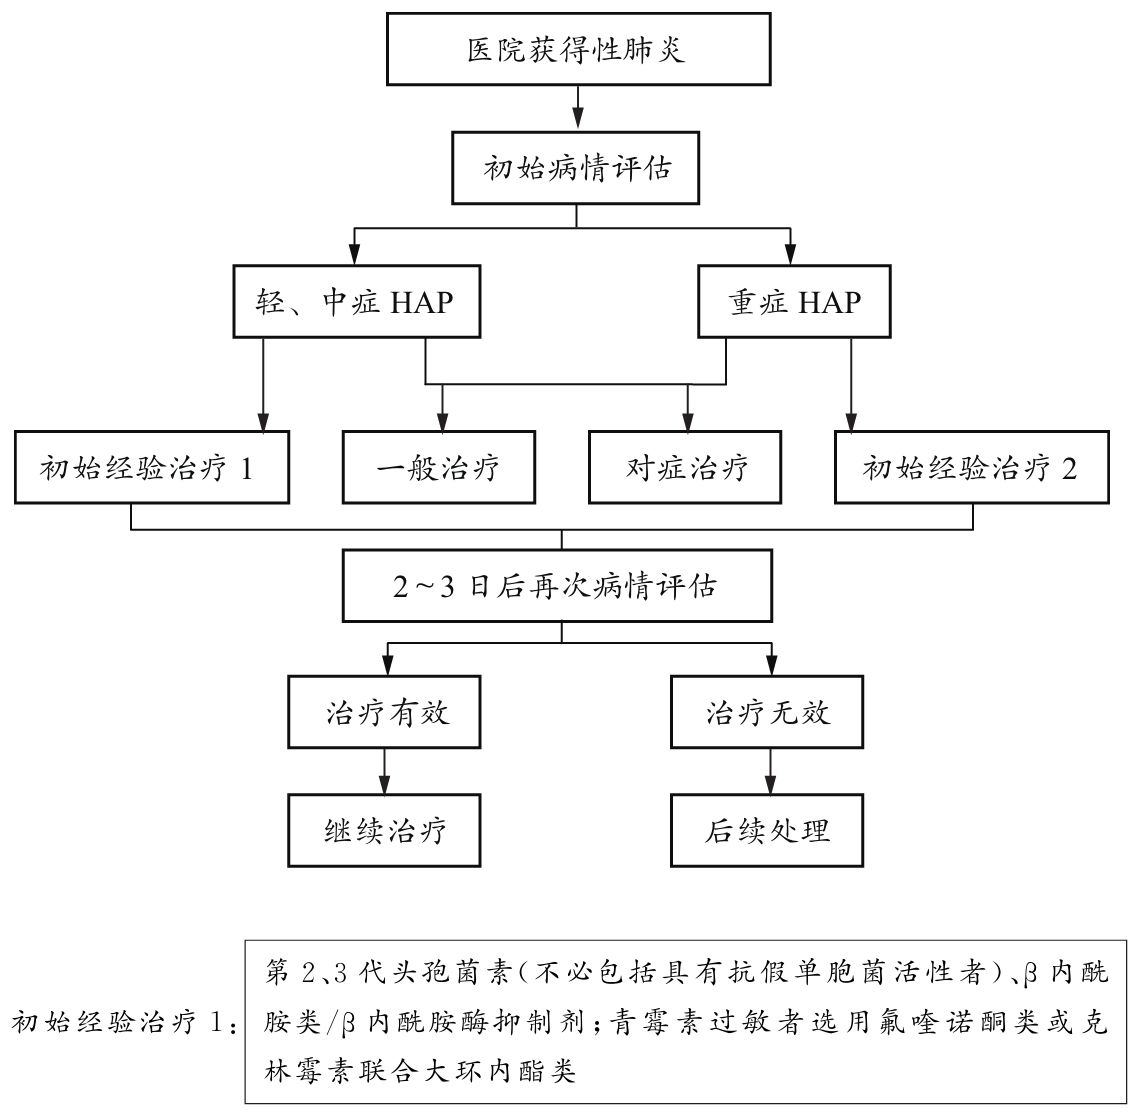 医院获得性肺炎
初始病情评估
轻、中症 HAP
重症 HAP
初始经验治疗 1
一般治疗
对症治疗
初始经验治疗 2
2~3 日后再次病情评估
治疗有效
治疗无效
继续治疗
后续处理
第 2、3 代头孢菌素(不必包括具有抗假单胞菌活性者)、β内酰
初始经验治疗 1:
胺类/β内酰胺酶抑制剂;青霉素过敏者选用氟喹诺酮类或克
林霉素联合大环内酯类